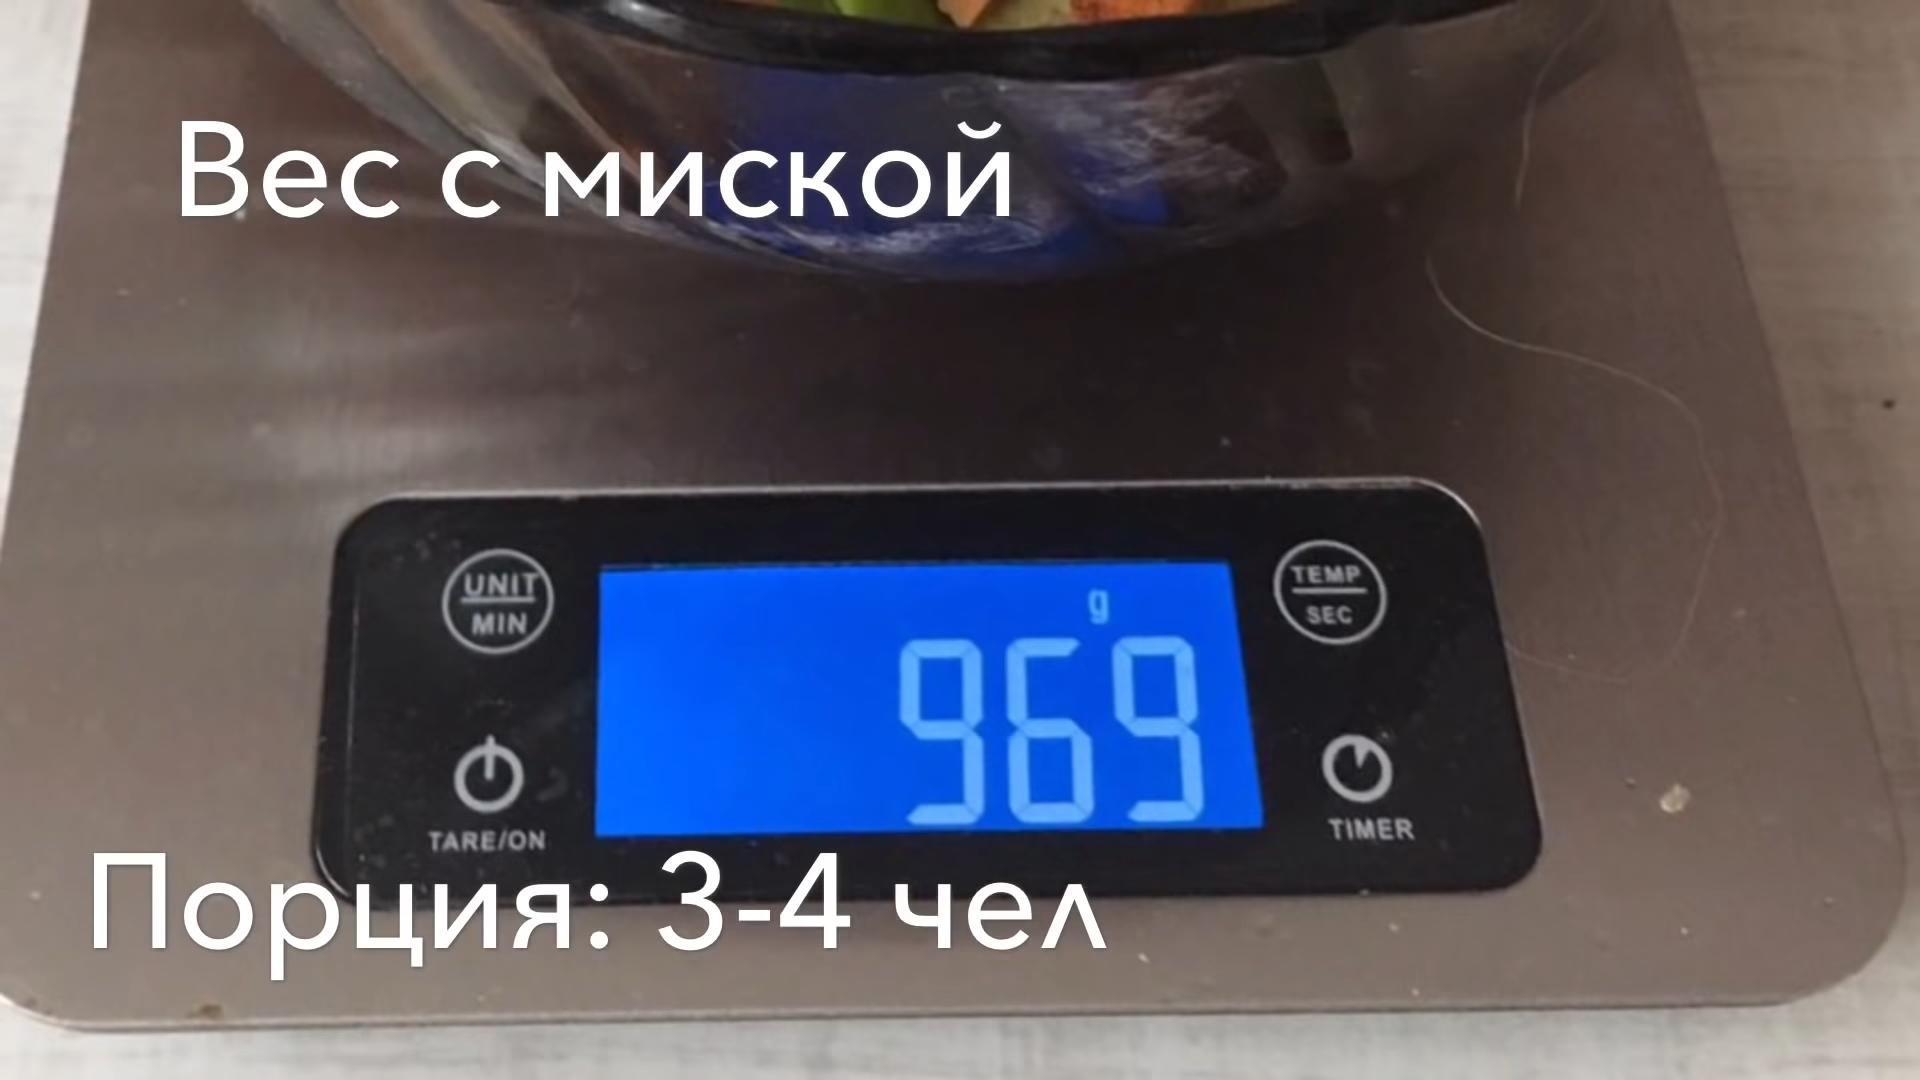 Вес с миской
UNIT
MIN
TEMP
SEC
g
969
TARE/ON
TIMER
Порция: 3-4 чел